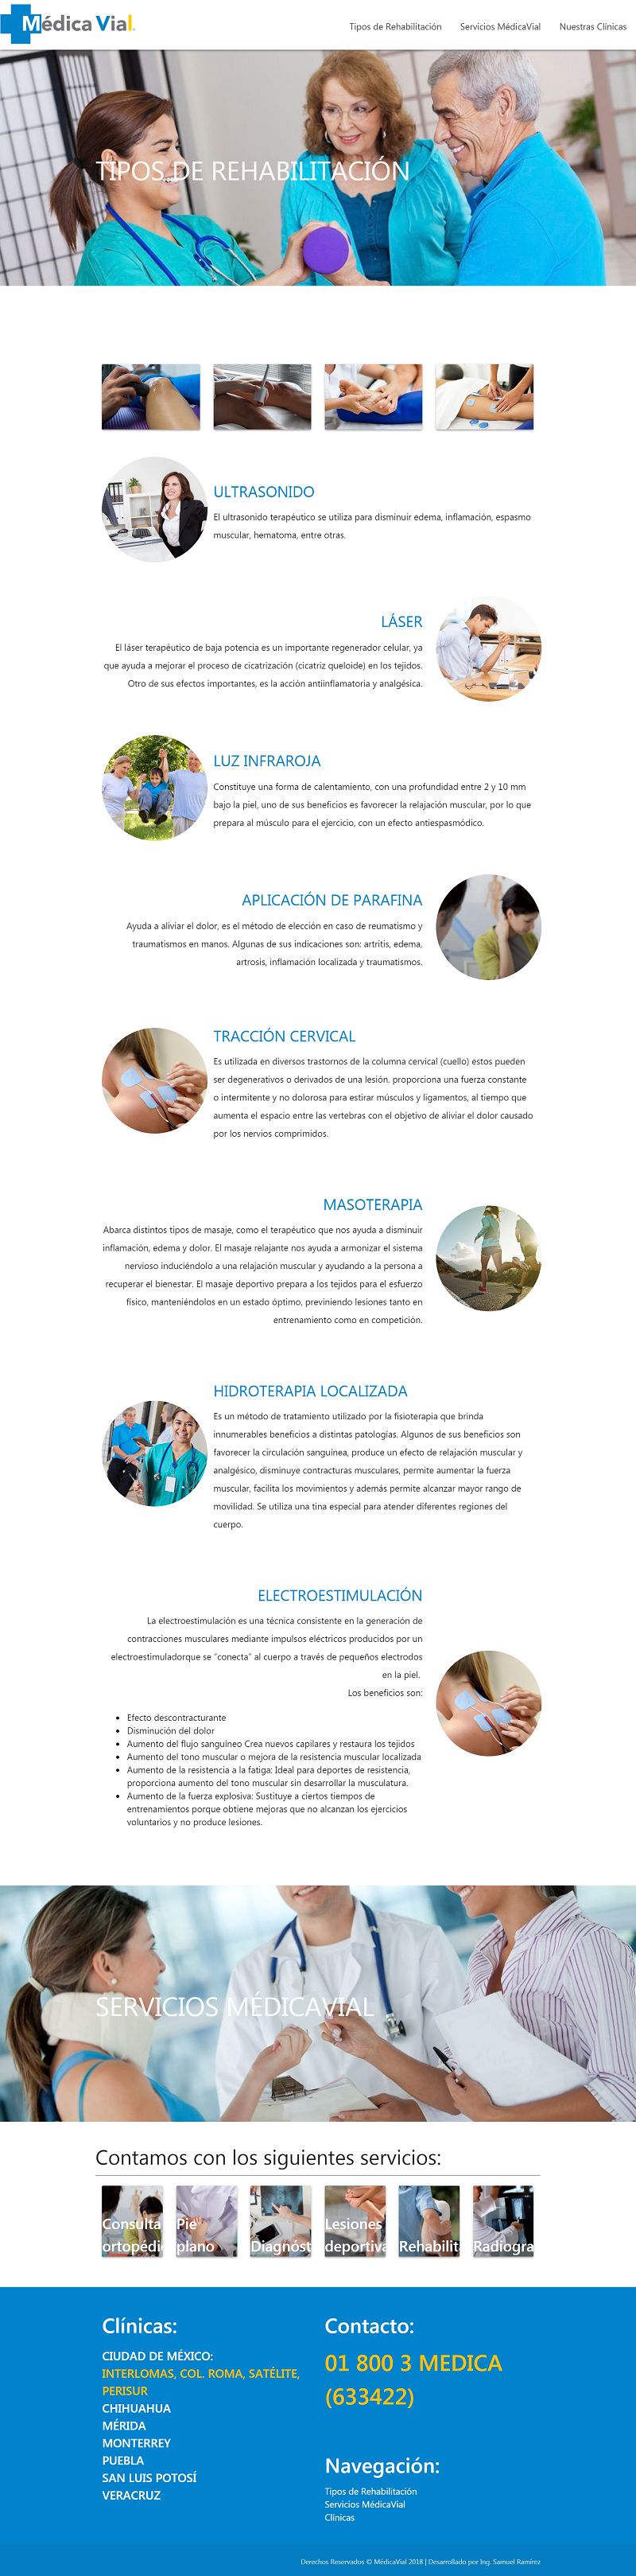 Médica Vial.
Tipos de Rehabilitación
Servicios MédicaVial
Nuestras Clínicas
TIPOS DE REHABILITACIÓN
ULTRASONIDO
El ultrasonido terapéutico se utiliza para disminuir edema, inflamación, espasmo
muscular, hematoma, entre otras.
LÁSER
El láser terapéutico de baja potencia es un importante regenerador celular, ya
que ayuda a mejorar el proceso de cicatrización (cicatriz queloide) en los tejidos.
Otro de sus efectos importantes, es la acción antiinflamatoria y analgésica.
LUZ INFRAROJA
Constituye una forma de calentamiento, con una profundidad entre 2 y 10 mm
bajo la piel, uno de sus beneficios es favorecer la relajación muscular, por lo que
prepara al músculo para el ejercicio, con un efecto antiespasmódico.
APLICACIÓN DE PARAFINA
Ayuda a aliviar el dolor, es el método de elección en caso de reumatismo y
traumatismos en manos. Algunas de sus indicaciones son: artritis, edema,
artrosis, inflamación localizada y traumatismos.
TRACCIÓN CERVICAL
Es utilizada en diversos trastornos de la columna cervical (cuello) estos pueden
ser degenerativos o derivados de una lesión. proporciona una fuerza constante
o intermitente y no dolorosa para estirar músculos y ligamentos, al tiempo que
aumenta el espacio entre las vertebras con el objetivo de aliviar el dolor causado
por los nervios comprimidos.
MASOTERAPIA
Abarca distintos tipos de masaje, como el terapéutico que nos ayuda a disminuir
inflamación, edema y dolor. El masaje relajante nos ayuda a armonizar el sistema
nervioso induciéndolo a una relajación muscular y ayudando a la persona a
recuperar el bienestar. El masaje deportivo prepara a los tejidos para el esfuerzo
físico, manteniéndolos en un estado óptimo, previniendo lesiones tanto en
entrenamiento como en competición.
HIDROTERAPIA LOCALIZADA
Es un método de tratamiento utilizado por la fisioterapia que brinda
innumerables beneficios a distintas patologías. Algunos de sus beneficios son
favorecer la circulación sanguínea, produce un efecto de relajación muscular y
analgésico, disminuye contracturas musculares, permite aumentar la fuerza
muscular, facilita los movimientos y además permite alcanzar mayor rango de
movilidad. Se utiliza una tina especial para atender diferentes regiones del
cuerpo.
ELECTROESTIMULACIÓN
La electroestimulación es una técnica consistente en la generación de
contracciones musculares mediante impulsos eléctricos producidos por un
electroestimuladorque se “conecta” al cuerpo a través de pequeños electrodos
en la piel.
Los beneficios son:
• Efecto descontracturante
• Disminución del dolor
• Aumento del flujo sanguíneo Crea nuevos capilares y restaura los tejidos
• Aumento del tono muscular o mejora de la resistencia muscular localizada
• Aumento de la resistencia a la fatiga: Ideal para deportes de resistencia,
proporciona aumento del tono muscular sin desarrollar la musculatura.
• Aumento de la fuerza explosiva: Sustituye a ciertos tiempos de
entrenamientos porque obtiene mejoras que no alcanzan los ejercicios
voluntarios y no produce lesiones.
SERVICIOS MÉDICAVIAL
Contamos con los siguientes servicios:
Consulta
ortopédi
Pie
plano
Diagnóst
Lesiones
deportiva
Rehabilita
Radiogra
Clínicas:
CIUDAD DE MÉXICO:
INTERLOMAS, COL. ROMA, SATÉLITE,
PERISUR
CHIHUAHUA
MÉRIDA
MONTERREY
PUEBLA
SAN LUIS POTOSÍ
VERACRUZ
Contacto:
01 800 3 MEDICA
(633422)
Navegación:
Tipos de Rehabilitación
Servicios MédicaVial
Clínicas
Derechos Reservados © MédicaVial 2018 | Desarrollado por Ing. Samuel Ramírez